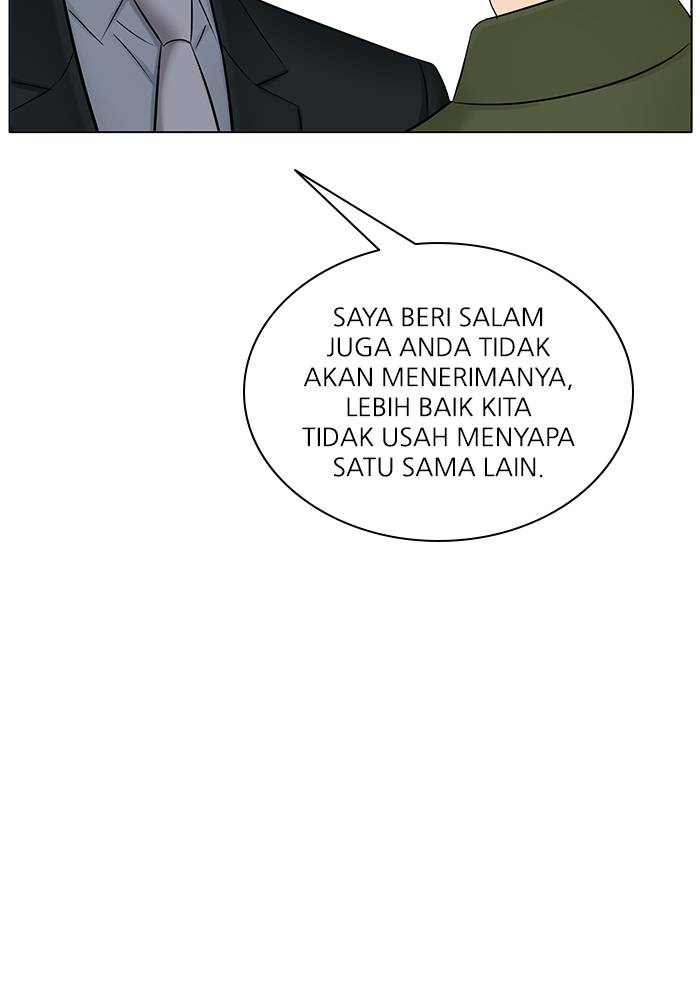 SAYA BERI SALAM
JUGA ANDA TIDAK
AKAN MENERIMANYA,
LEBIH BAIK KITA
TIDAK USAH MENYAPA
SATU SAMA LAIN.